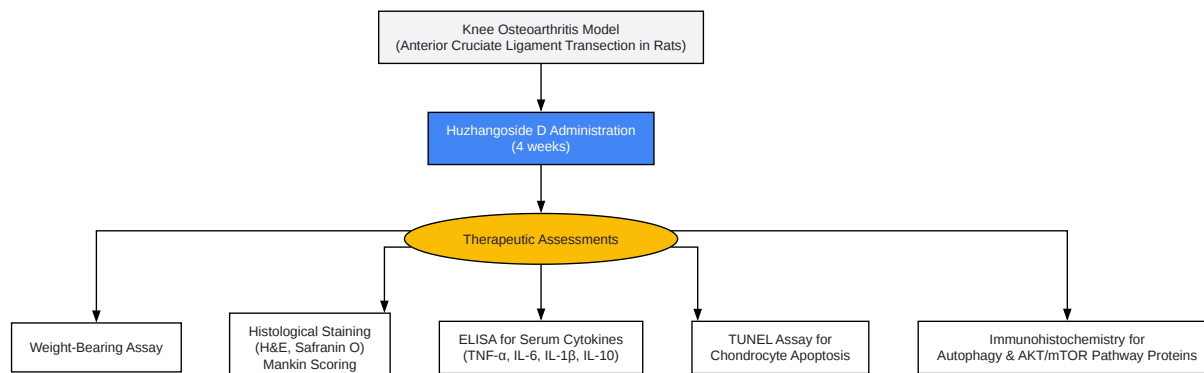 Knee Osteoarthritis Model
(Anterior Cruciate Ligament Transection in Rats)
Huzhangoside D Administration
(4 weeks)
Therapeutic Assessments
Weight-Bearing Assay
Histological Staining
(H&E, Safranin O)
Mankin Scoring
ELISA for Serum Cytokines
(TNF-α, IL-6, IL-1β, IL-10)
TUNEL Assay for
Chondrocyte Apoptosis
Immunohistochemistry for
Autophagy & AKT/mTOR Pathway Proteins